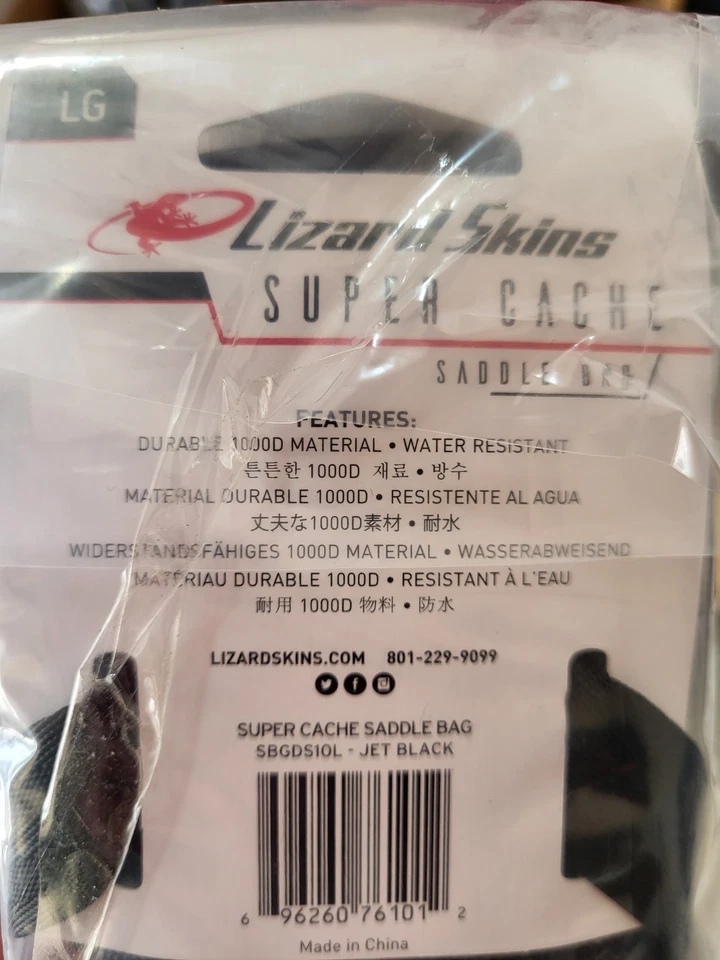 LG
Lizard Skins
SUPER CACHE
SADDLE BAG
FEATURES:
DURABLE 1000D MATERIAL • WATER RESISTANT
튼튼한 1000D 재료 • 방수
MATERIAL DURABLE 1000D • RESISTENTE AL AGUA
丈夫な1000D素材 • 耐水
WIDERSTANDSFÄHIGES 1000D MATERIAL • WASSERABWEISEND
MATÉRIAU DURABLE 1000D • RESISTANT À L'EAU
耐用 1000D 物料 • 防水
LIZARDSKINS.COM 801-229-9099
SUPER CACHE SADDLE BAG
SBGDS10L - JET BLACK
6 96260 76101 2
Made in China